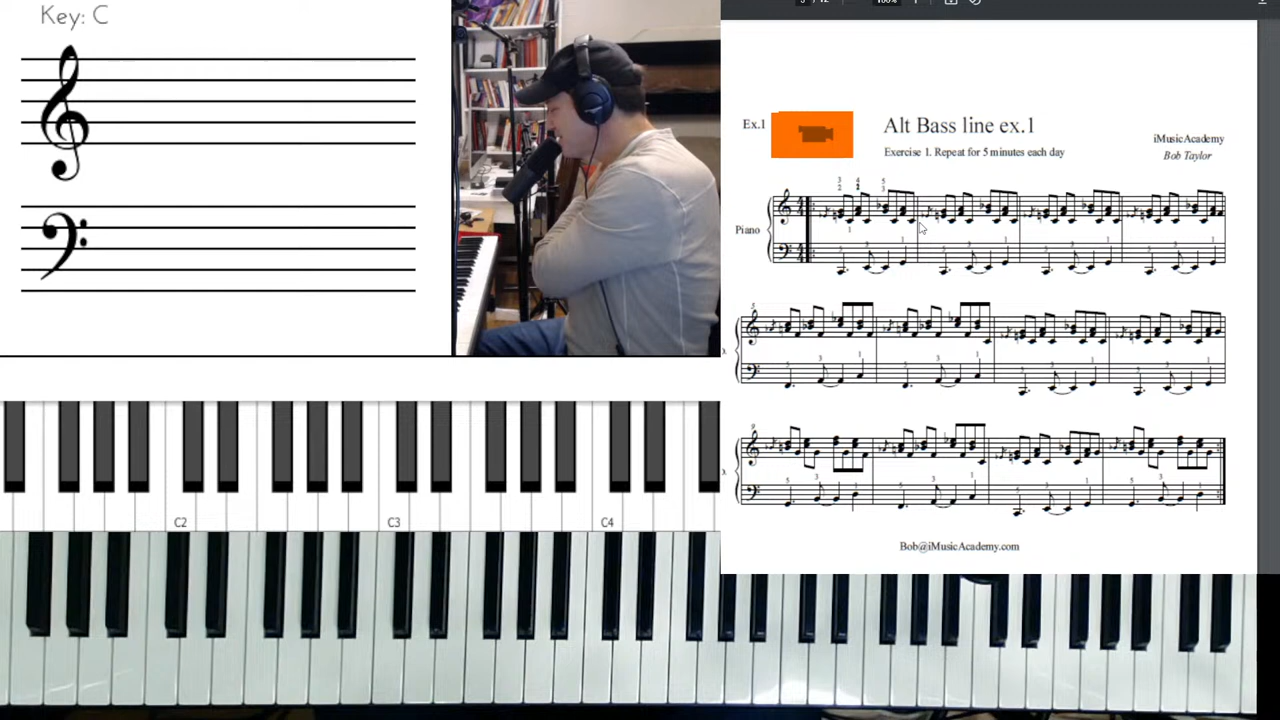 Key: C
Ex.1
Alt Bass line ex.1
iMusicAcademy
Exercise 1. Repeat for 5 minutes each day
Bob Taylor
Piano
Bob@iMusicAcademy.com
C2 C3 C4